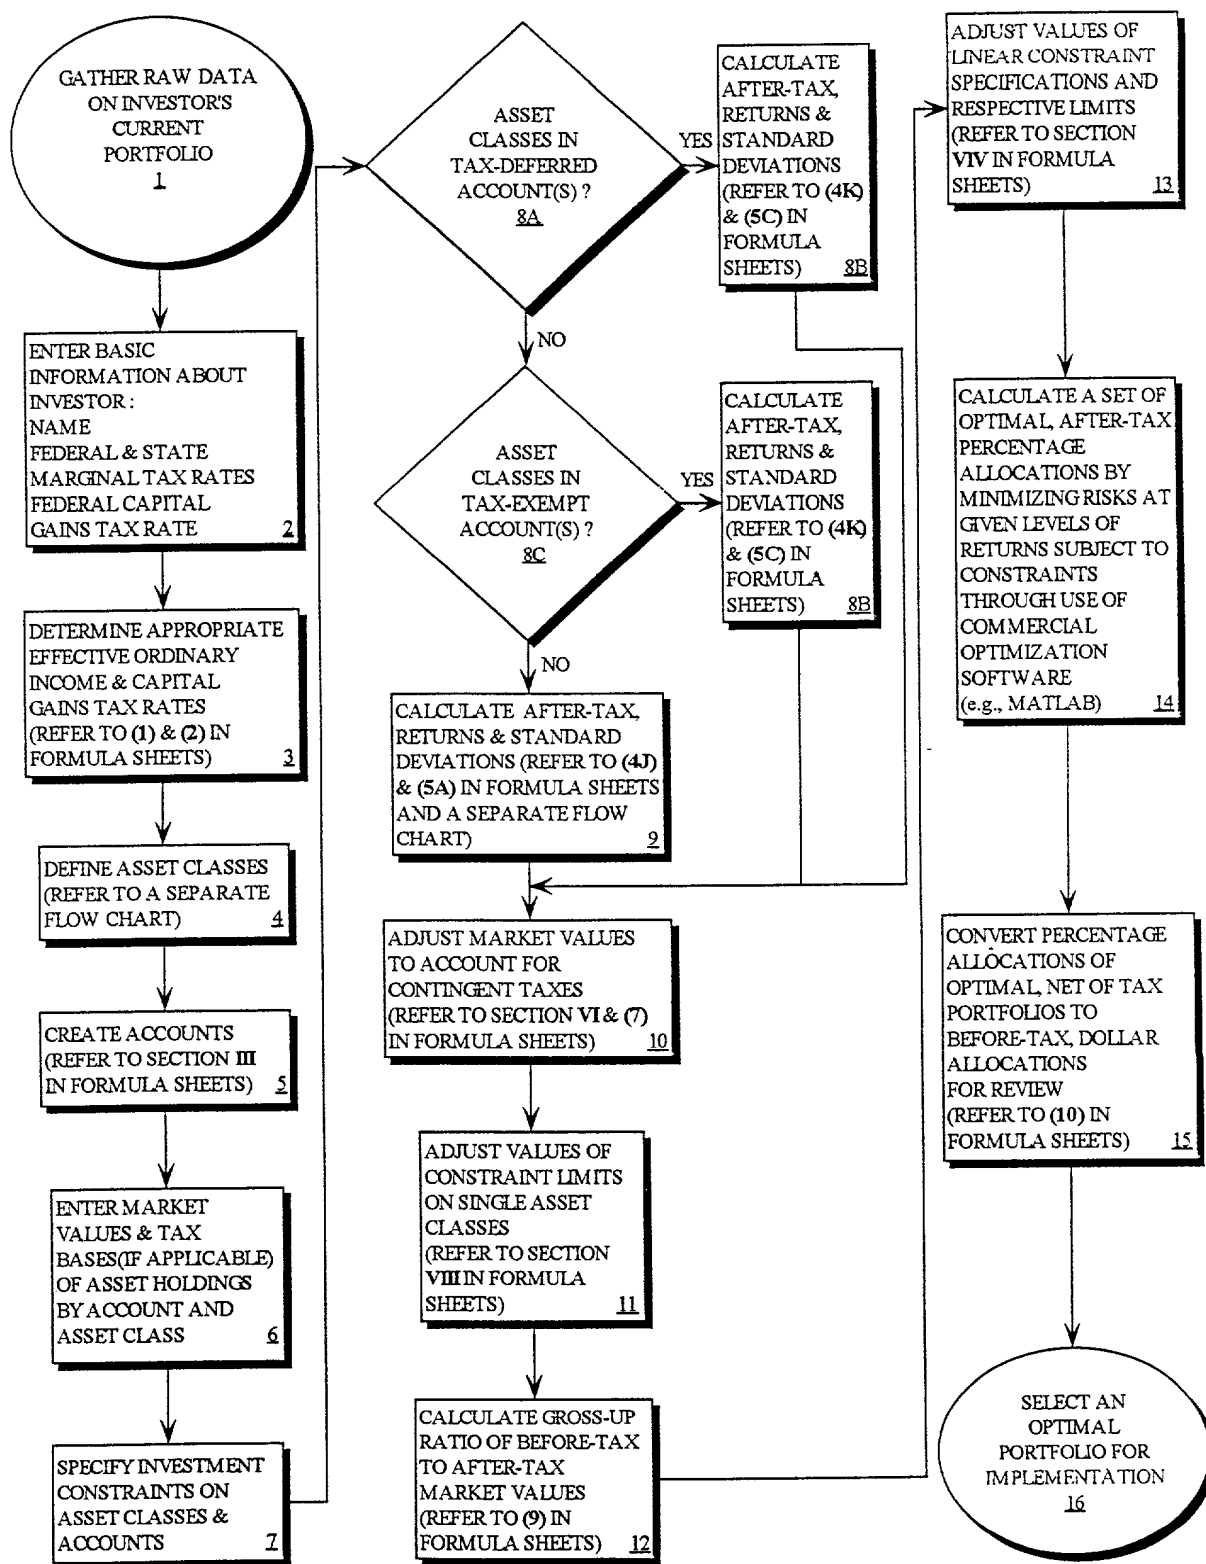 GATHER RAW DATA
ON INVESTOR'S
CURRENT
PORTFOLIO
1
ENTER BASIC
INFORMATION ABOUT
INVESTOR :
NAME
FEDERAL & STATE
MARGINAL TAX RATES
FEDERAL CAPITAL
GAINS TAX RATE 2
DETERMINE APPROPRIATE
EFFECTIVE ORDINARY
INCOME & CAPITAL
GAINS TAX RATES
(REFER TO (1) & (2) IN
FORMULA SHEETS) 3
DEFINE ASSET CLASSES
(REFER TO A SEPARATE
FLOW CHART) 4
CREATE ACCOUNTS
(REFER TO SECTION III
IN FORMULA SHEETS) 5
ENTER MARKET
VALUES & TAX
BASES(IF APPLICABLE)
OF ASSET HOLDINGS
BY ACCOUNT AND
ASSET CLASS 6
SPECIFY INVESTMENT
CONSTRAINTS ON
ASSET CLASSES &
ACCOUNTS 7
ASSET
CLASSES IN
TAX-DEFERRED
ACCOUNT(S) ?
8A
YES
CALCULATE
AFTER-TAX,
RETURNS &
STANDARD
DEVIATIONS
(REFER TO (4K)
& (5C) IN
FORMULA
SHEETS) 8B
NO
ASSET
CLASSES IN
TAX-EXEMPT
ACCOUNT(S) ?
8C
YES
CALCULATE
AFTER-TAX,
RETURNS &
STANDARD
DEVIATIONS
(REFER TO (4K)
& (5C) IN
FORMULA
SHEETS) 8B
NO
CALCULATE AFTER-TAX,
RETURNS & STANDARD
DEVIATIONS (REFER TO (4J)
& (5A) IN FORMULA SHEETS
AND A SEPARATE FLOW
CHART) 9
ADJUST MARKET VALUES
TO ACCOUNT FOR
CONTINGENT TAXES
(REFER TO SECTION VI & (7)
IN FORMULA SHEETS) 10
ADJUST VALUES OF
CONSTRAINT LIMITS
ON SINGLE ASSET
CLASSES
(REFER TO SECTION
VIII IN FORMULA
SHEETS) 11
CALCULATE GROSS-UP
RATIO OF BEFORE-TAX
TO AFTER-TAX
MARKET VALUES
(REFER TO (9) IN
FORMULA SHEETS) 12
ADJUST VALUES OF
LINEAR CONSTRAINT
SPECIFICATIONS AND
RESPECTIVE LIMITS
(REFER TO SECTION
VIV IN FORMULA
SHEETS) 13
CALCULATE A SET OF
OPTIMAL, AFTER-TAX
PERCENTAGE
ALLOCATIONS BY
MINIMIZING RISKS AT
GIVEN LEVELS OF
RETURNS SUBJECT TO
CONSTRAINTS
THROUGH USE OF
COMMERCIAL
OPTIMIZATION
SOFTWARE
(e.g., MATLAB) 14
CONVERT PERCENTAGE
ALLOCATIONS OF
OPTIMAL, NET OF TAX
PORTFOLIOS TO
BEFORE-TAX, DOLLAR
ALLOCATIONS
FOR REVIEW
(REFER TO (10) IN
FORMULA SHEETS) 15
SELECT AN
OPTIMAL
PORTFOLIO FOR
IMPLEMENTATION
16